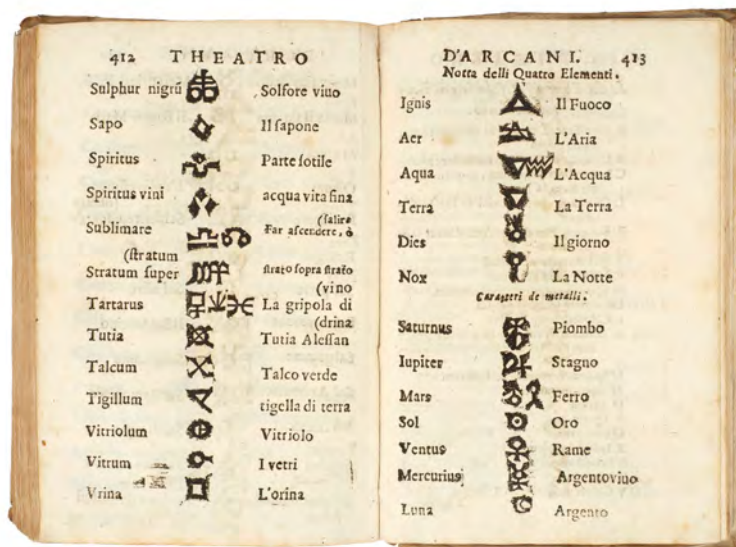 412 THEATRO
Sulphur nigrũ Solfore viuo
Sapo Il sapone
Spiritus Parte sotile
Spiritus vini acqua vita fina
(salire
Sublimare Far ascendere, ò
(stratum
Stratum super strato sopra strato
(vino
Tartarus La gripola di
(drina
Tutia Tutia Alessan
Talcum Talco verde
Tigillum tigella di terra
Vitriolum Vitriolo
Vitrum I vetri
Vrina L'orina
D'ARCANI. 413
Notta delli Quatro Elementi.
Ignis Il Fuoco
Aer L'Aria
Aqua L'Acqua
Terra La Terra
Dies Il giorno
Nox La Notte
Caratteri de metalli.
Saturnus Piombo
Iupiter Stagno
Mars Ferro
Sol Oro
Ventus Rame
Mercurius Argentoviuo
Luna Argento